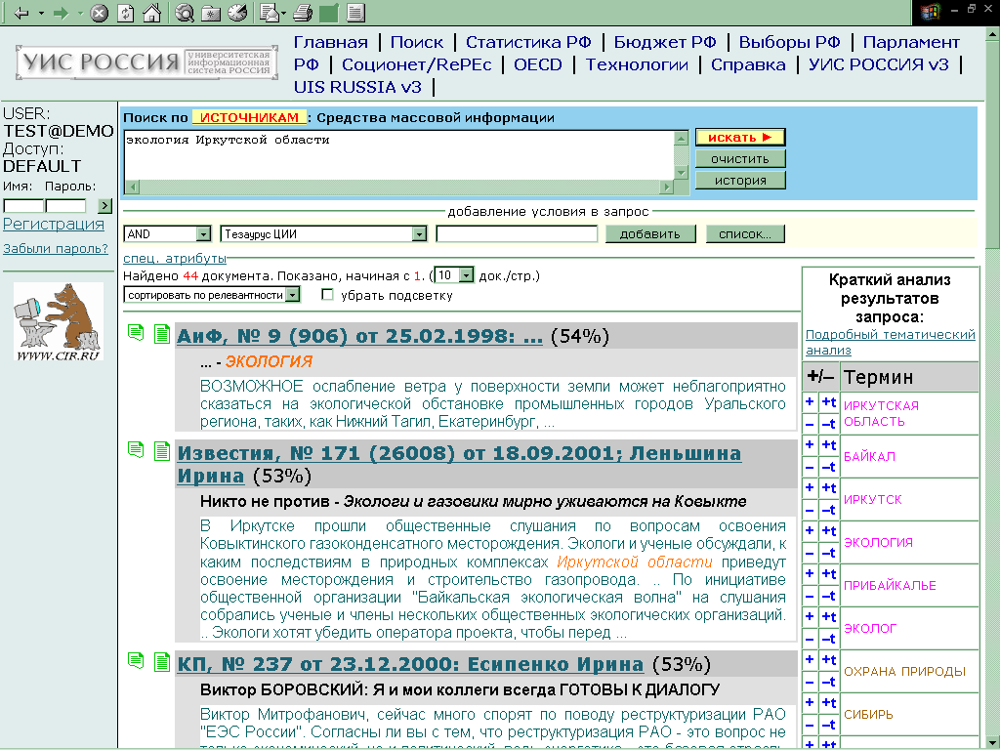 УИС РОССИЯ университетская информационная система РОССИЯ
Главная | Поиск | Статистика РФ | Бюджет РФ | Выборы РФ | Парламент
РФ | Соционет/RePEc | OECD | Технологии | Справка | УИС РОССИЯ v3 |
UIS RUSSIA v3 |
USER:
TEST@DEMO
Доступ:
DEFAULT
Имя: Пароль:
>
Регистрация
Забыли пароль?
WWW.CIR.RU
Поиск по ИСТОЧНИКАМ : Средства массовой информации
экология Иркутской области
искать ►
очистить
история
добавление условия в запрос
AND Тезаурус ЦИИ добавить список...
спец. атрибуты
Найдено 44 документа. Показано, начиная с 1. (10 док./стр.)
сортировать по релевантности убрать подсветку
АиФ, № 9 (906) от 25.02.1998: ... (54%)
... - ЭКОЛОГИЯ
ВОЗМОЖНОЕ ослабление ветра у поверхности земли может неблагоприятно
сказаться на экологической обстановке промышленных городов Уральского
региона, таких, как Нижний Тагил, Екатеринбург, ...
Известия, № 171 (26008) от 18.09.2001; Леньшина
Ирина (53%)
Никто не против - Экологи и газовики мирно уживаются на Ковыкте
В Иркутске прошли общественные слушания по вопросам освоения
Ковыктинского газоконденсатного месторождения. Экологи и ученые обсуждали, к
каким последствиям в природных комплексах Иркутской области приведут
освоение месторождения и строительство газопровода. .. По инициативе
общественной организации "Байкальская экологическая волна" на слушания
собрались ученые и члены нескольких общественных экологических организаций.
.. Экологи хотят убедить оператора проекта, чтобы перед ...
КП, № 237 от 23.12.2000: Есипенко Ирина (53%)
Виктор БОРОВСКИЙ: Я и мои коллеги всегда ГОТОВЫ К ДИАЛОГУ
Виктор Митрофанович, сейчас много спорят по поводу реструктуризации РАО
"ЕЭС России". Согласны ли вы с тем, что реструктуризация РАО - это вопрос не
Краткий анализ
результатов
запроса:
Подробный тематический
анализ
+/– Термин
+ +t ИРКУТСКАЯ
– –t ОБЛАСТЬ
+ +t
– –t БАЙКАЛ
+ +t
– –t ИРКУТСК
+ +t
– –t ЭКОЛОГИЯ
+ +t
– –t ПРИБАЙКАЛЬЕ
+ +t
– –t ЭКОЛОГ
+ +t
– –t ОХРАНА ПРИРОДЫ
+ +t
– –t СИБИРЬ
+ +t